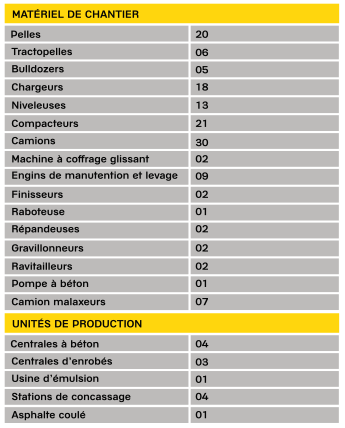 MATÉRIEL DE CHANTIER
Pelles 20
Tractopelles 06
Bulldozers 05
Chargeurs 18
Niveleuses 13
Compacteurs 21
Camions 30
Machine à coffrage glissant 02
Engins de manutention et levage 09
Finisseurs 02
Raboteuse 01
Répandeuses 02
Gravillonneurs 02
Ravitailleurs 02
Pompe à béton 01
Camion malaxeurs 07
UNITÉS DE PRODUCTION
Centrales à béton 04
Centrales d'enrobés 03
Usine d'émulsion 01
Stations de concassage 04
Asphalte coulé 01